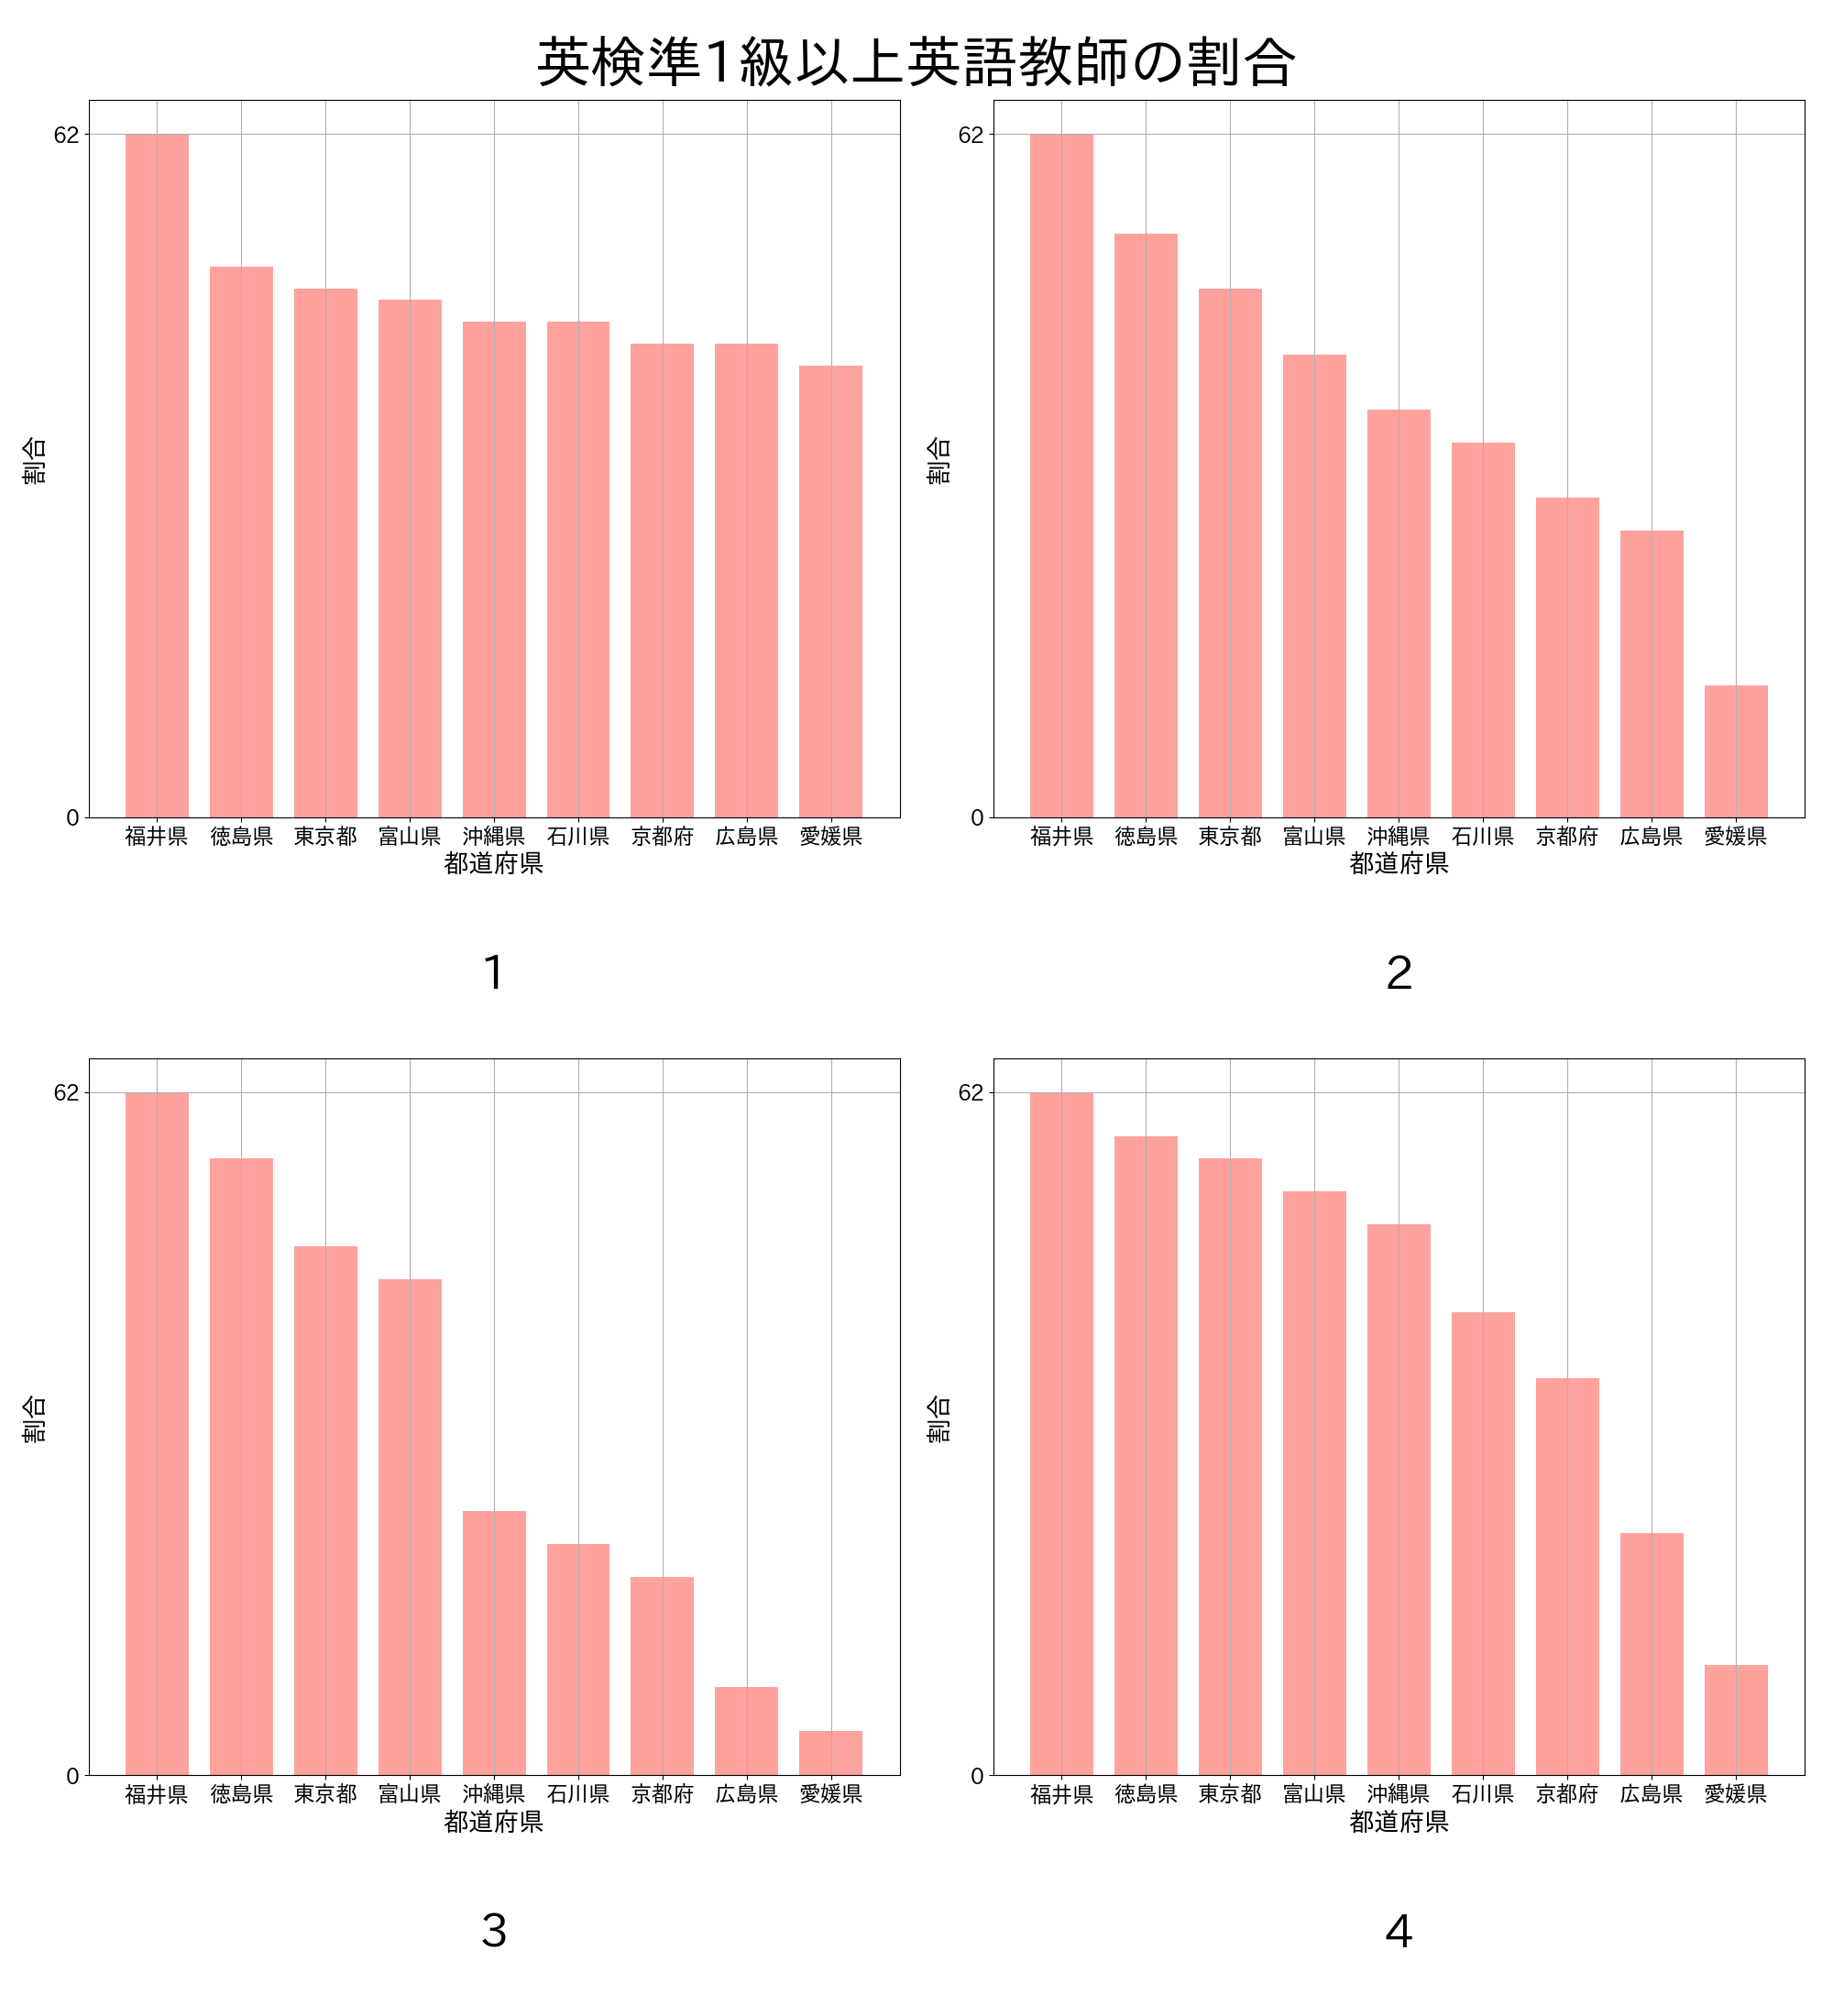 英検準1級以上英語教師の割合
62
0
割合
福井県 徳島県 東京都 富山県 沖縄県 石川県 京都府 広島県 愛媛県
都道府県
1
62
0
割合
福井県 徳島県 東京都 富山県 沖縄県 石川県 京都府 広島県 愛媛県
都道府県
2
62
0
割合
福井県 徳島県 東京都 富山県 沖縄県 石川県 京都府 広島県 愛媛県
都道府県
3
62
0
割合
福井県 徳島県 東京都 富山県 沖縄県 石川県 京都府 広島県 愛媛県
都道府県
4